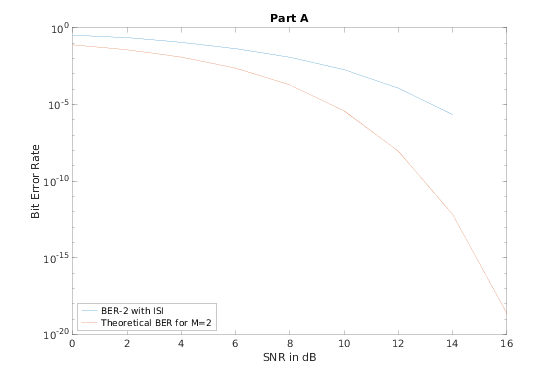 Part A
10^0
10^-5
10^-10
10^-15
10^-20
Bit Error Rate
BER-2 with ISI
Theoretical BER for M=2
0 2 4 6 8 10 12 14 16
SNR in dB